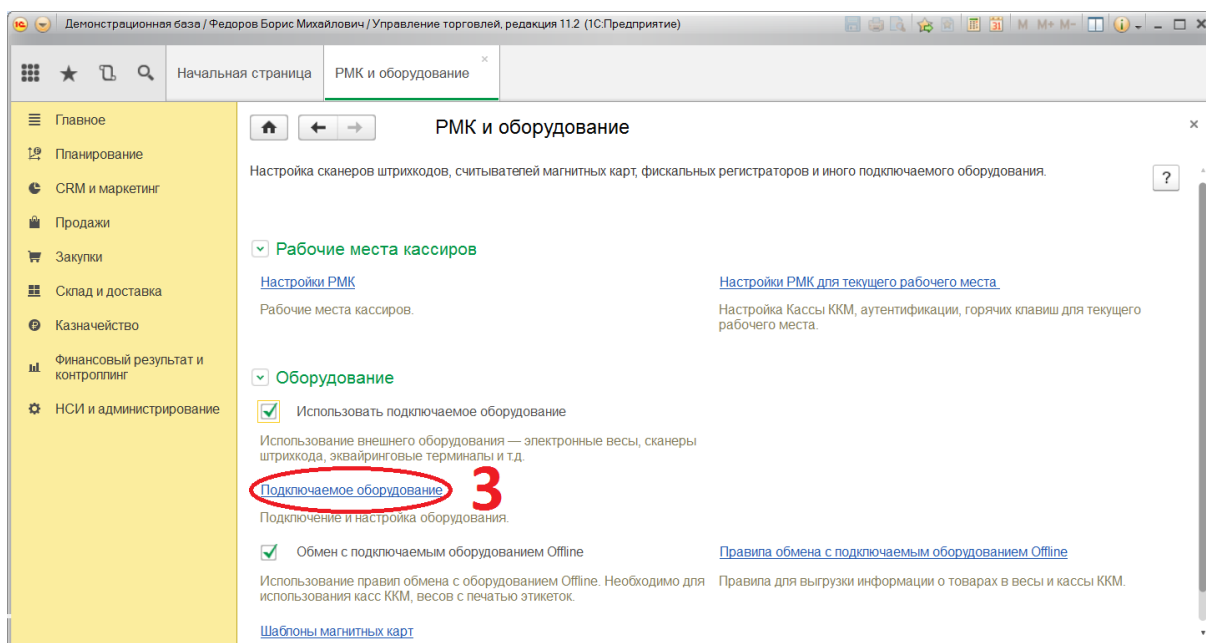 Демонстрационная база / Федоров Борис Михайлович / Управление торговлей, редакция 11.2 (1С:Предприятие)
M M+ M-
Начальная страница
РМК и оборудование
Главное
Планирование
CRM и маркетинг
Продажи
Закупки
Склад и доставка
Казначейство
Финансовый результат и
контроллинг
НСИ и администрирование
РМК и оборудование
Настройка сканеров штрихкодов, считывателей магнитных карт, фискальных регистраторов и иного подключаемого оборудования.
?
Рабочие места кассиров
Настройки РМК
Рабочие места кассиров.
Настройки РМК для текущего рабочего места
Настройка Кассы ККМ, аутентификации, горячих клавиш для текущего
рабочего места.
Оборудование
Использовать подключаемое оборудование
Использование внешнего оборудования — электронные весы, сканеры
штрихкода, эквайринговые терминалы и т.д.
Подключаемое оборудование
3
Подключение и настройка оборудования.
Обмен с подключаемым оборудованием Offline
Использование правил обмена с оборудованием Offline. Необходимо для
использования касс ККМ, весов с печатью этикеток.
Правила обмена с подключаемым оборудованием Offline
Правила для выгрузки информации о товарах в весы и кассы ККМ.
Шаблоны магнитных карт